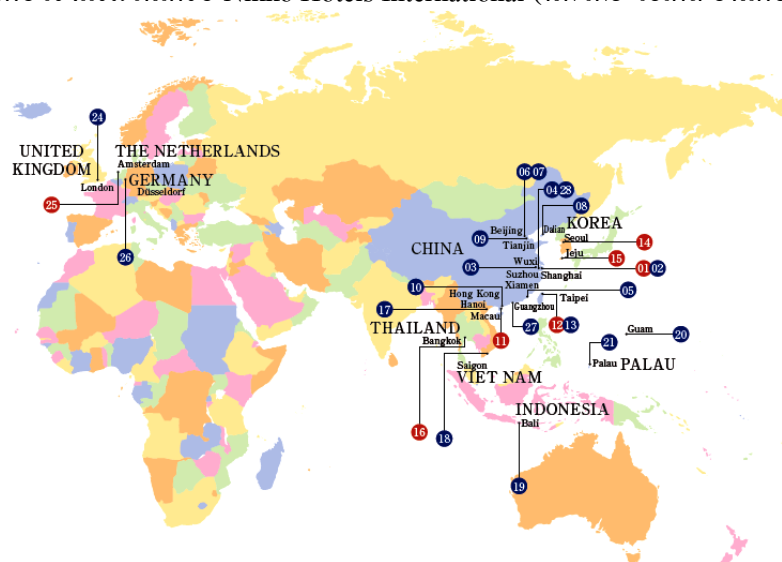 Nikko Hotels International
24
UNITED
KINGDOM
THE NETHERLANDS
Amsterdam
London
GERMANY
Düsseldorf
25
26
06 07
04 28
08
09
Beijing
Tianjin
Dalian
KOREA
Seoul
14
Jeju
15
CHINA
03
Wuxi
Suzhou
Shanghai
01 02
Xiamen
05
10
Hong Kong
Hanoi
Macau
Guangzhou
Taipei
17
11
27
12 13
THAILAND
Bangkok
Guam
20
21
Palau
PALAU
Saigon
VIET NAM
16
18
INDONESIA
Bali
19